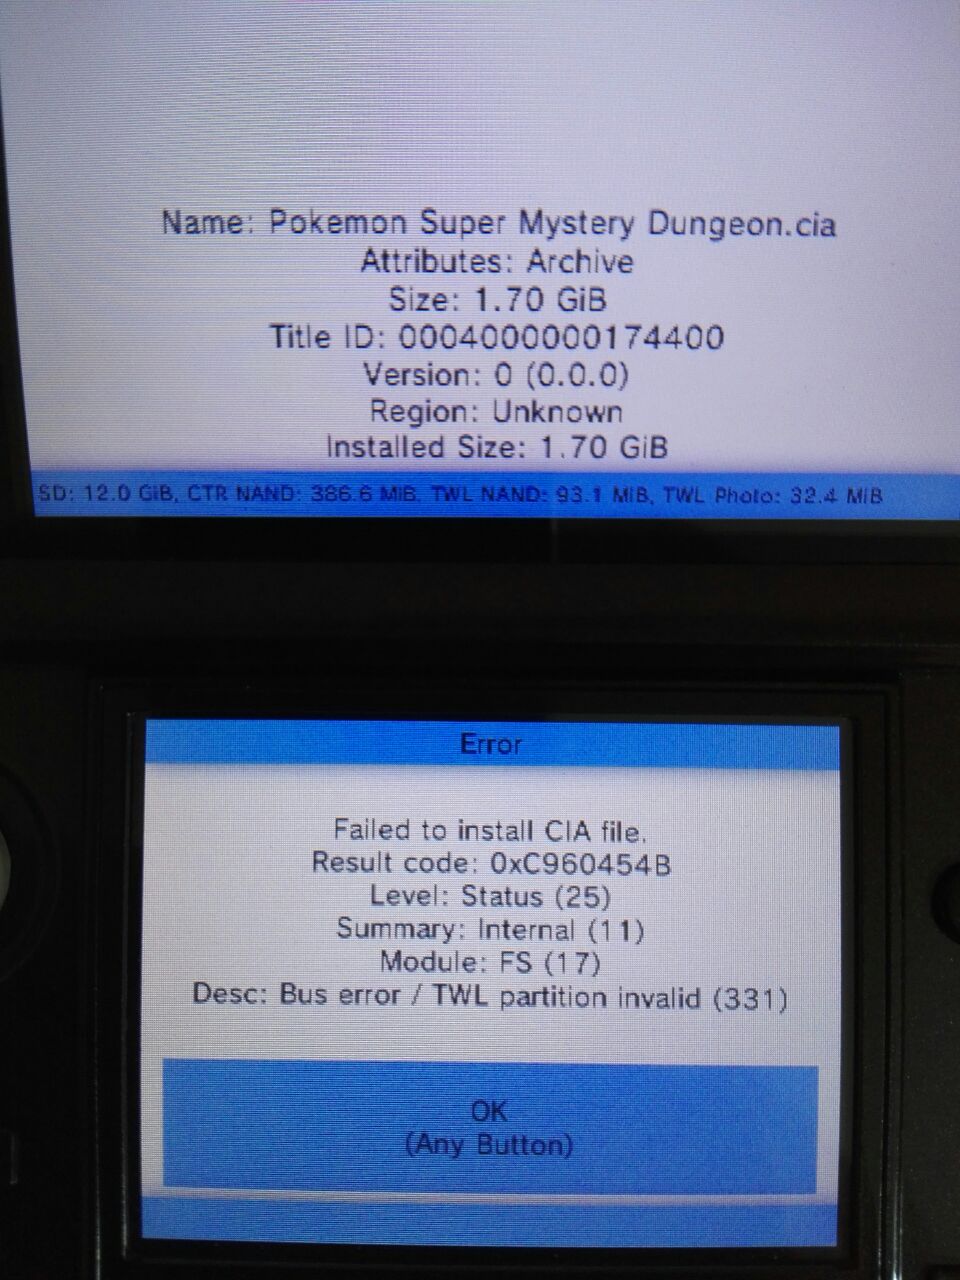 Name: Pokemon Super Mystery Dungeon.cia
Attributes: Archive
Size: 1.70 GiB
Title ID: 0004000000174400
Version: 0 (0.0.0)
Region: Unknown
Installed Size: 1.70 GiB
SD: 12.0 GiB, CTR NAND: 386.6 MiB, TWL NAND: 93.1 MiB, TWL Photo: 32.4 MiB
Error
Failed to install CIA file.
Result code: 0xC960454B
Level: Status (25)
Summary: Internal (11)
Module: FS (17)
Desc: Bus error / TWL partition invalid (331)
OK
(Any Button)